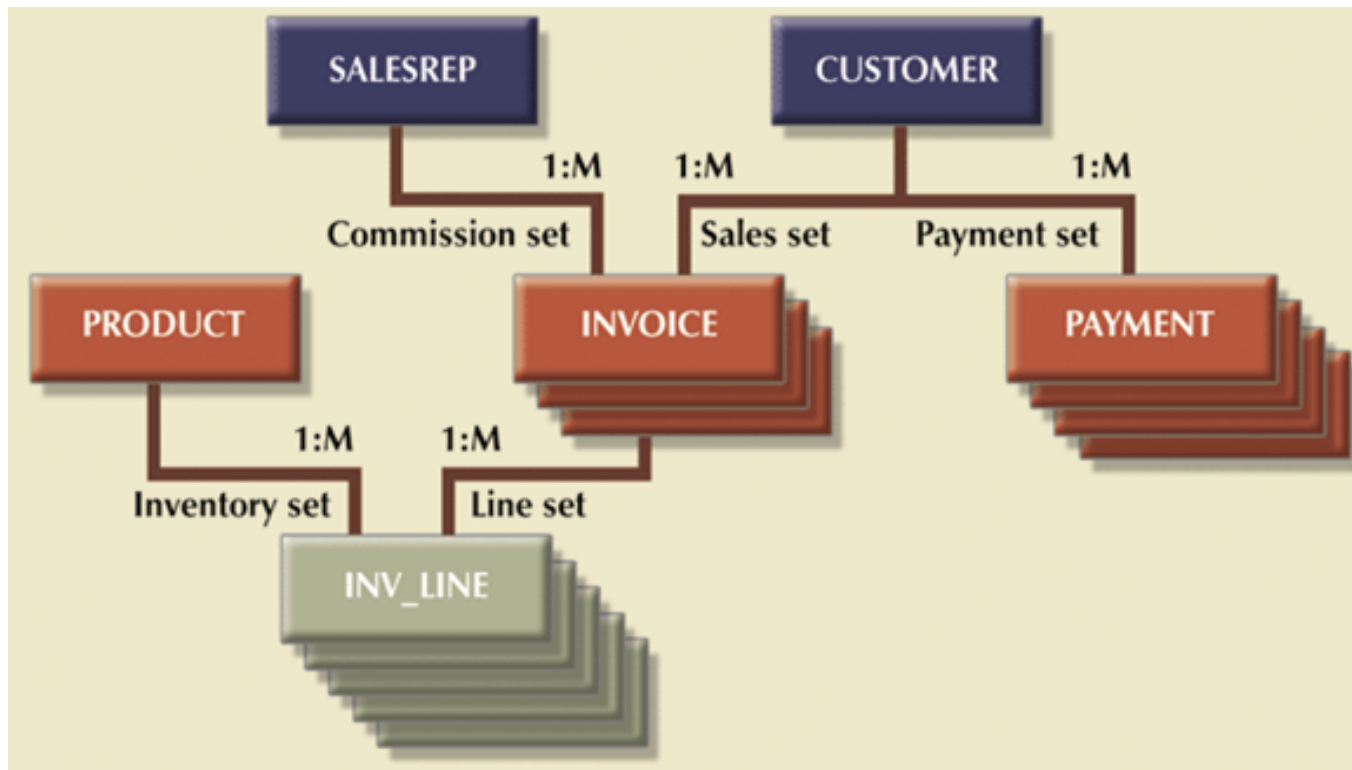 SALESREP
CUSTOMER
1:M
1:M
1:M
Commission set
Sales set
Payment set
PRODUCT
INVOICE
PAYMENT
1:M
1:M
Inventory set
Line set
INV_LINE